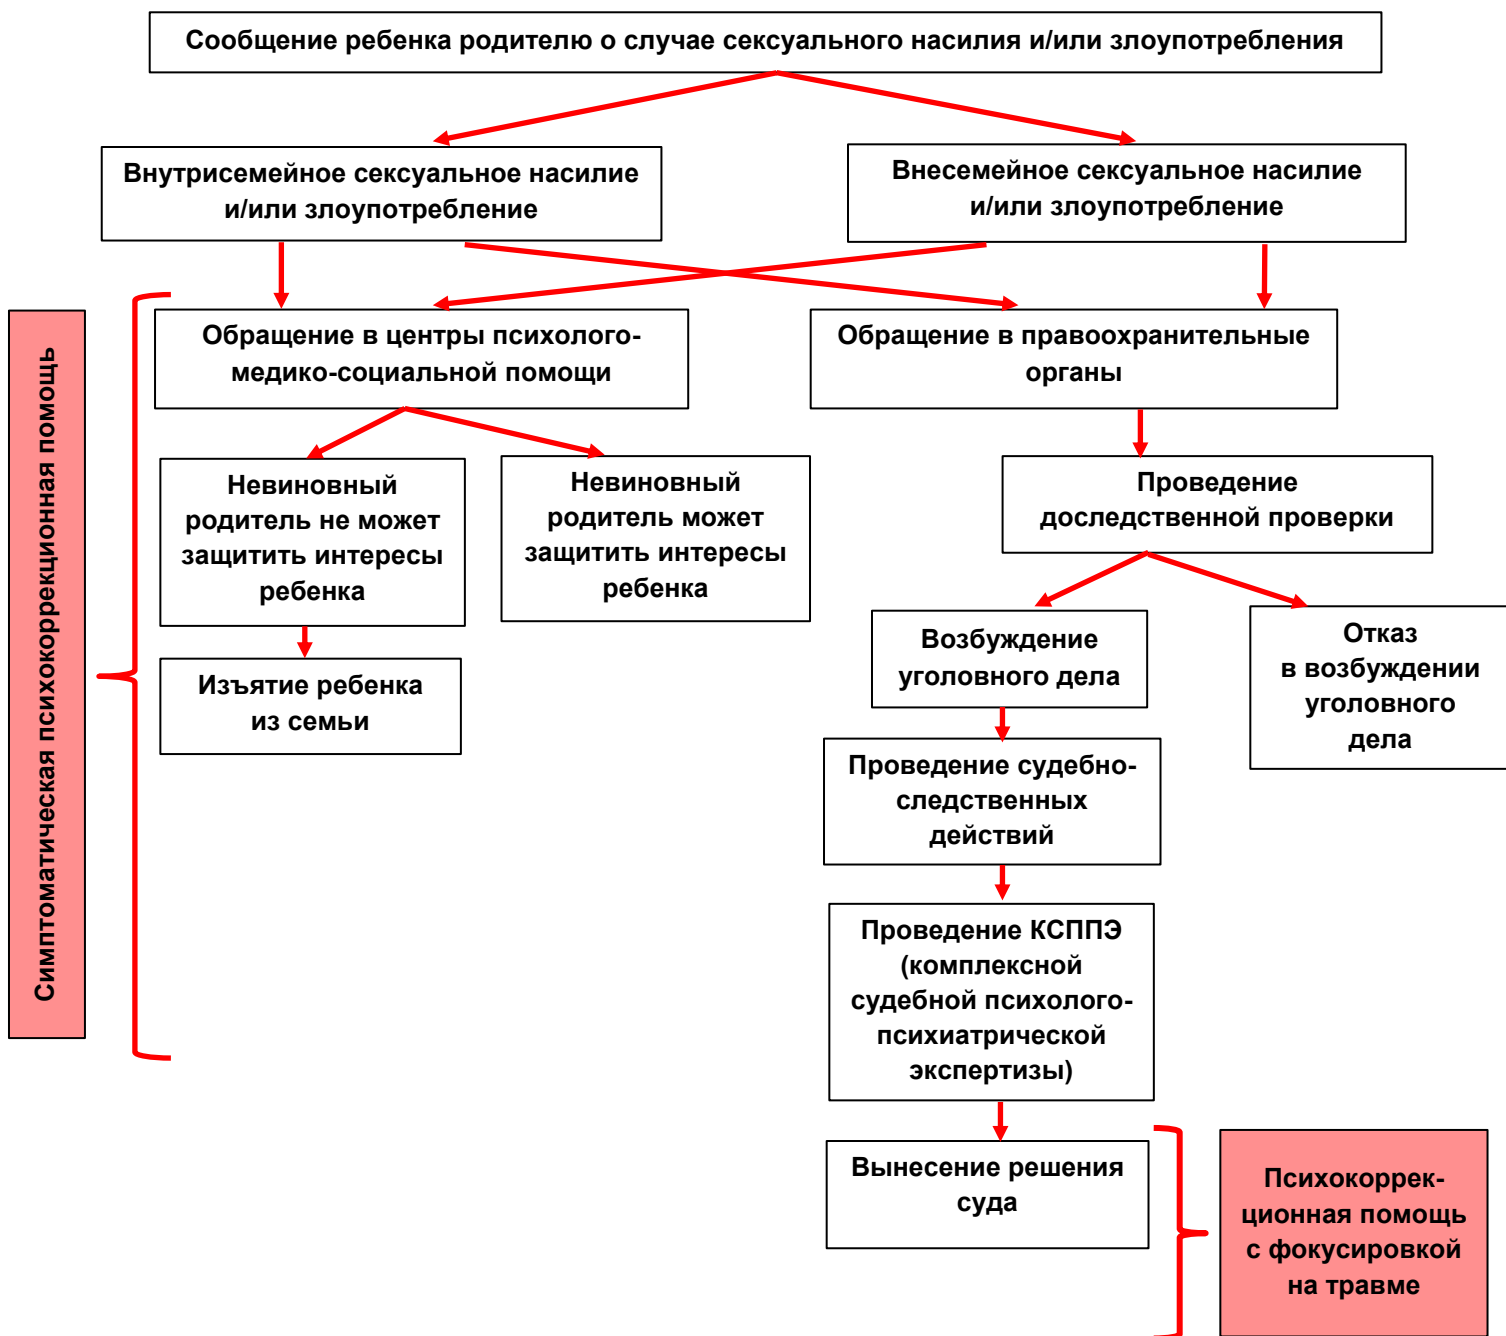 Сообщение ребенка родителю о случае сексуального насилия и/или злоупотребления
Внутрисемейное сексуальное насилие
и/или злоупотребление
Внесемейное сексуальное насилие
и/или злоупотребление
Симптоматическая психокоррекционная помощь
Обращение в центры психолого-
медико-социальной помощи
Обращение в правоохранительные
органы
Невиновный
родитель не может
защитить интересы
ребенка
Невиновный
родитель может
защитить интересы
ребенка
Проведение
доследственной проверки
Изъятие ребенка
из семьи
Возбуждение
уголовного дела
Отказ
в возбуждении
уголовного
дела
Проведение судебно-
следственных
действий
Проведение КСППЭ
(комплексной
судебной психолого-
психиатрической
экспертизы)
Вынесение решения
суда
Психокоррек-
ционная помощь
с фокусировкой
на травме